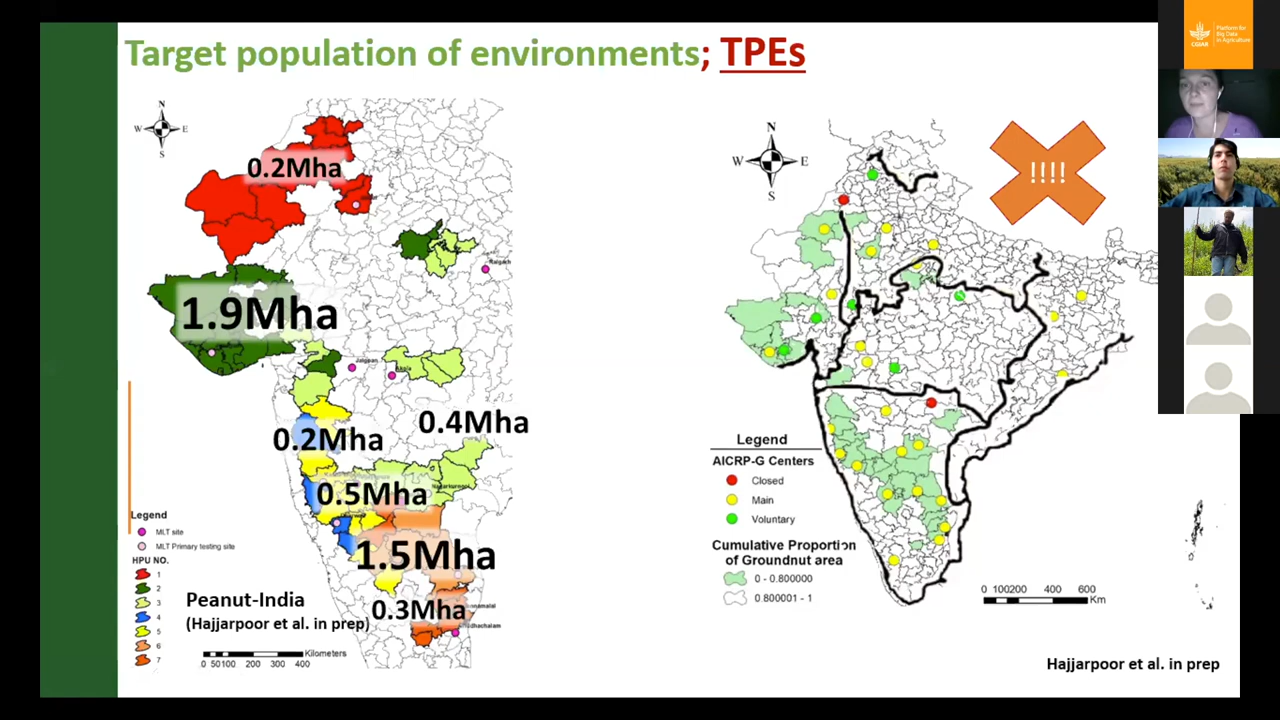 Target population of environments; TPEs
N
W
E
S
0.2Mha
1.9Mha
Jalgaon
Akola
0.4Mha
0.2Mha
0.5Mha
1.5Mha
0.3Mha
Legend
MLT site
MLT Primary testing site
HPU NO.
1
2
3
4
5
6
7
Peanut-India
(Hajjarpoor et al. in prep)
Kilometers
0 50100 200 300 400
N
W
E
S
!!!!
Legend
AICRP-G Centers
Closed
Main
Voluntary
Cumulative Proportion
of Groundnut area
0 - 0.800000
0.800001 - 1
0 100200 400 600
Km
Hajjarpoor et al. in prep
CGIAR
Platform for
Big Data
in Agriculture